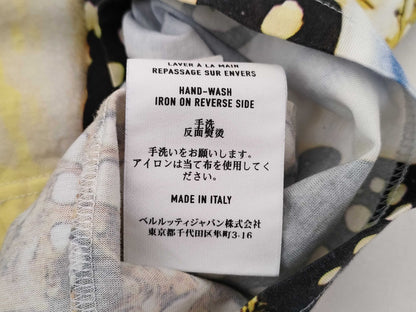 LAVER À LA MAIN
REPASSAGE SUR ENVERS
HAND-WASH
IRON ON REVERSE SIDE
手洗
反面熨燙
手洗いをお願いします。
アイロンは当て布を使用してく
ださい。
MADE IN ITALY
ベルルッティジャパン株式会社
東京都千代田区隼町3-16